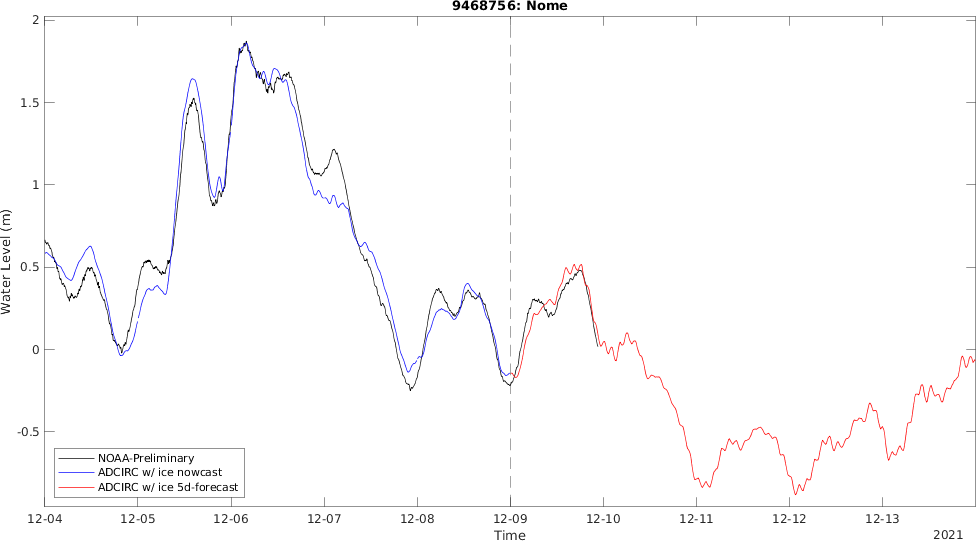 9468756: Nome
2
1.5
1
0.5
0
-0.5
Water Level (m)
NOAA-Preliminary
ADCIRC w/ ice nowcast
ADCIRC w/ ice 5d-forecast
12-04 12-05 12-06 12-07 12-08 12-09 12-10 12-11 12-12 12-13
Time
2021